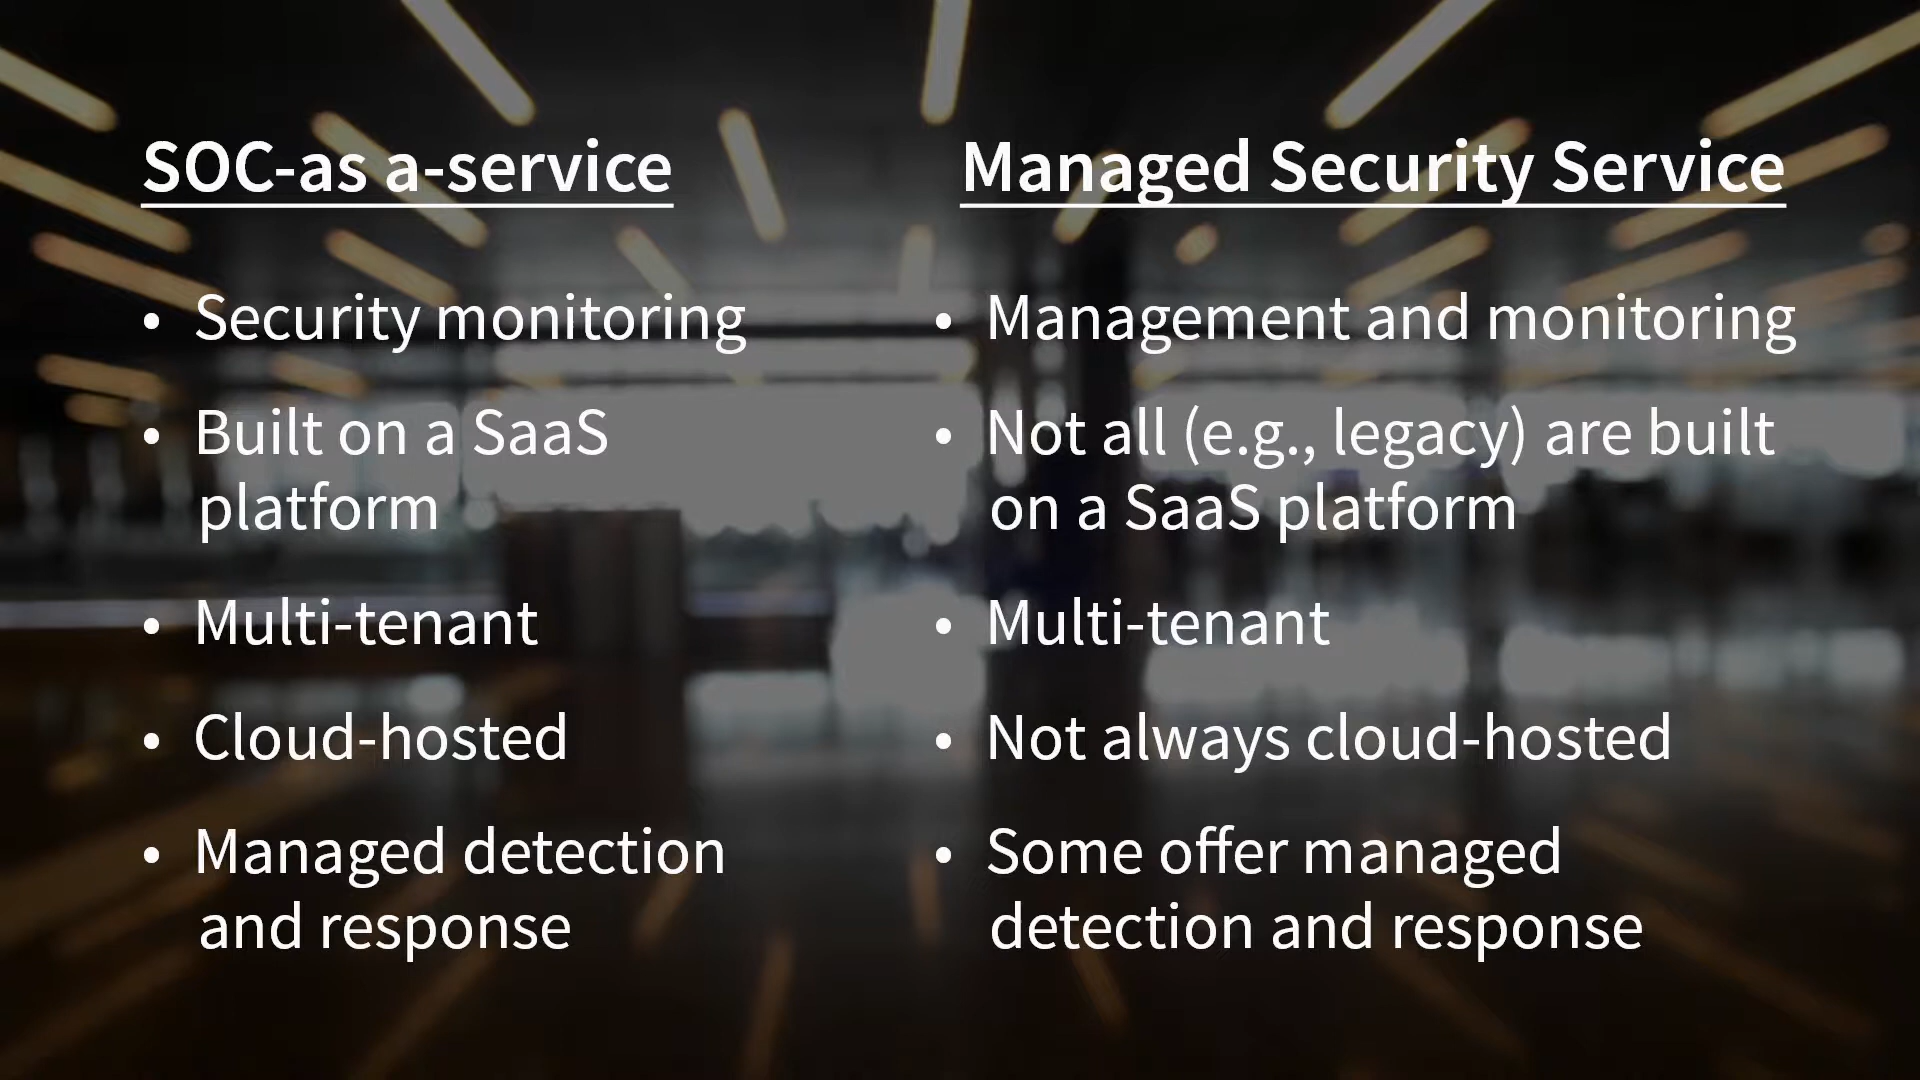 SOC-as a-service
• Security monitoring
• Built on a SaaS
platform
• Multi-tenant
• Cloud-hosted
• Managed detection
and response
Managed Security Service
• Management and monitoring
• Not all (e.g., legacy) are built
on a SaaS platform
• Multi-tenant
• Not always cloud-hosted
• Some offer managed
detection and response